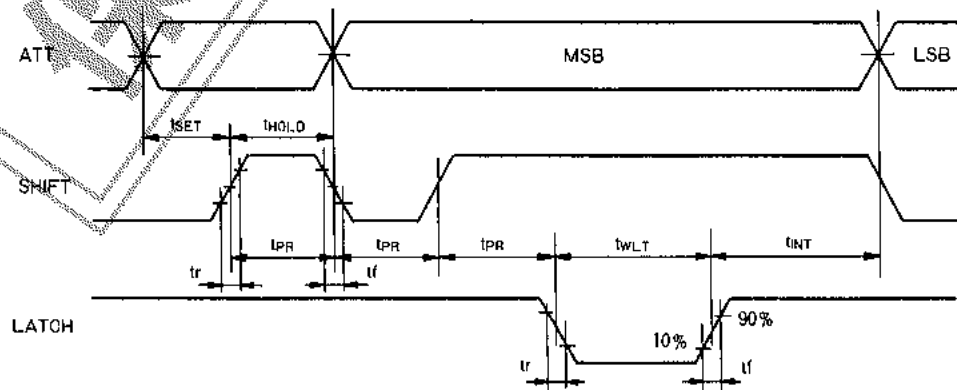 ATT
MSB
LSB
tSET
tHOLD
SHIFT
tPR
tPR
tPR
tWLT
tINT
tr
tf
LATCH
10%
90%
tr
tf